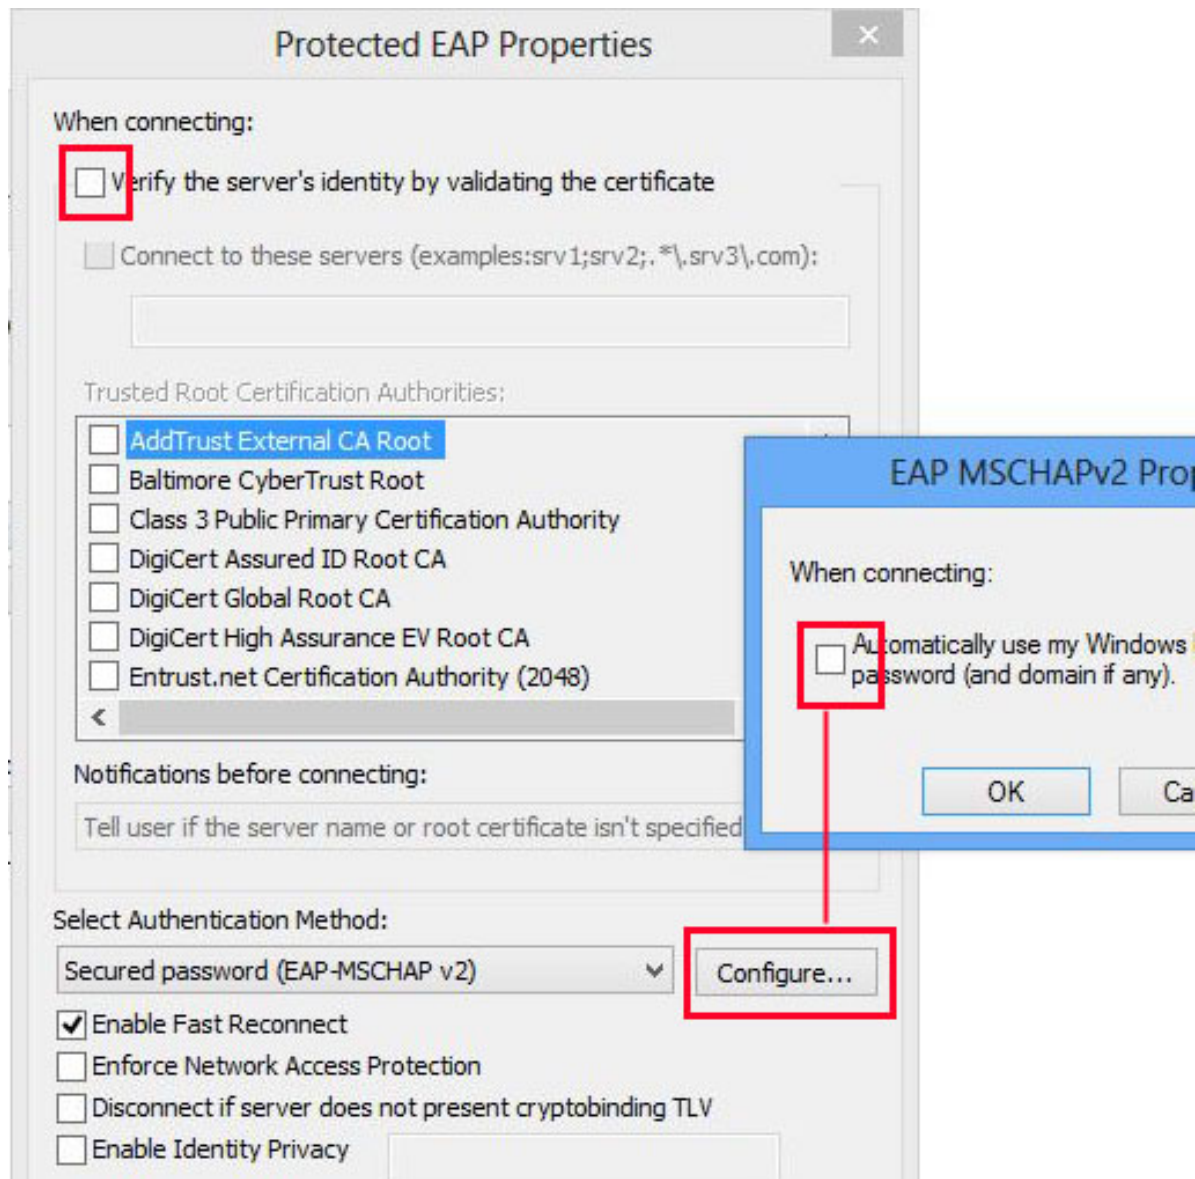 Protected EAP Properties
When connecting:
Verify the server's identity by validating the certificate
Connect to these servers (examples:srv1;srv2;.*\.srv3\.com):
Trusted Root Certification Authorities:
AddTrust External CA Root
Baltimore CyberTrust Root
Class 3 Public Primary Certification Authority
DigiCert Assured ID Root CA
DigiCert Global Root CA
DigiCert High Assurance EV Root CA
Entrust.net Certification Authority (2048)
Notifications before connecting:
Tell user if the server name or root certificate isn't specified
Select Authentication Method:
Secured password (EAP-MSCHAP v2)
Configure...
Enable Fast Reconnect
Enforce Network Access Protection
Disconnect if server does not present cryptobinding TLV
Enable Identity Privacy
EAP MSCHAPv2
When connecting:
Automatically use my Windows
password (and domain if any).
OK